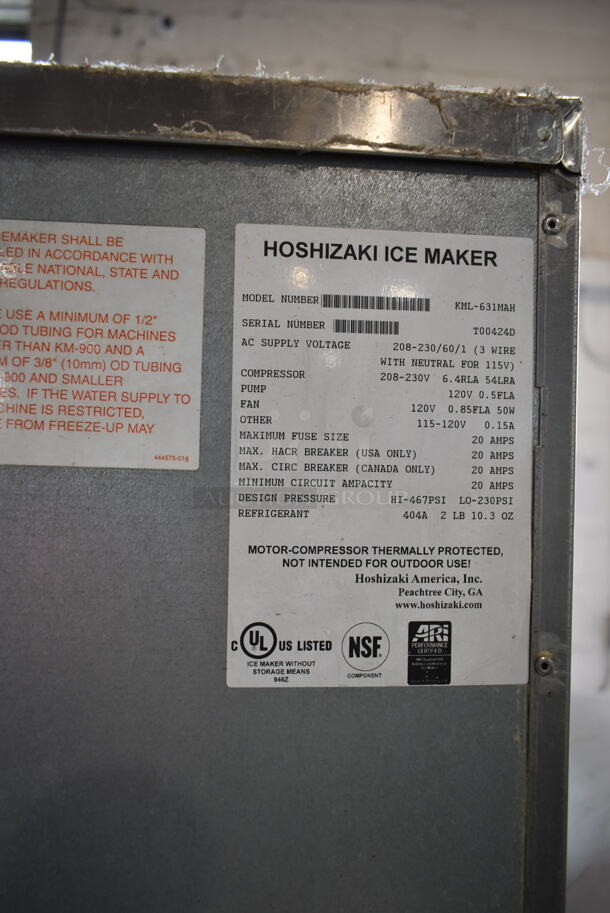 EMAKER SHALL BE
LED IN ACCORDANCE WITH
LE NATIONAL, STATE AND
REGULATIONS.
E USE A MINIMUM OF 1/2"
OD TUBING FOR MACHINES
ER THAN KM-900 AND A
M OF 3/8" (10mm) OD TUBING
900 AND SMALLER
ES. IF THE WATER SUPPLY TO
CHINE IS RESTRICTED,
E FROM FREEZE-UP MAY
444575-01A
HOSHIZAKI ICE MAKER
MODEL NUMBER KML-631MAH
SERIAL NUMBER T00424D
AC SUPPLY VOLTAGE 208-230/60/1 (3 WIRE
WITH NEUTRAL FOR 115V)
COMPRESSOR 208-230V 6.4RLA 54LRA
PUMP 120V 0.5FLA
FAN 120V 0.85FLA 50W
OTHER 115-120V 0.15A
MAXIMUM FUSE SIZE 20 AMPS
MAX. HACR BREAKER (USA ONLY) 20 AMPS
MAX. CIRC BREAKER (CANADA ONLY) 20 AMPS
MINIMUM CIRCUIT AMPACITY 20 AMPS
DESIGN PRESSURE HI-467PSI LO-230PSI
REFRIGERANT 404A 2 LB 10.3 OZ
MOTOR-COMPRESSOR THERMALLY PROTECTED,
NOT INTENDED FOR OUTDOOR USE!
Hoshizaki America, Inc.
Peachtree City, GA
www.hoshizaki.com
C UL US LISTED
ICE MAKER WITHOUT
STORAGE MEANS
946Z
NSF
COMPONENT
ARI
PERFORMANCE
CERTIFIED